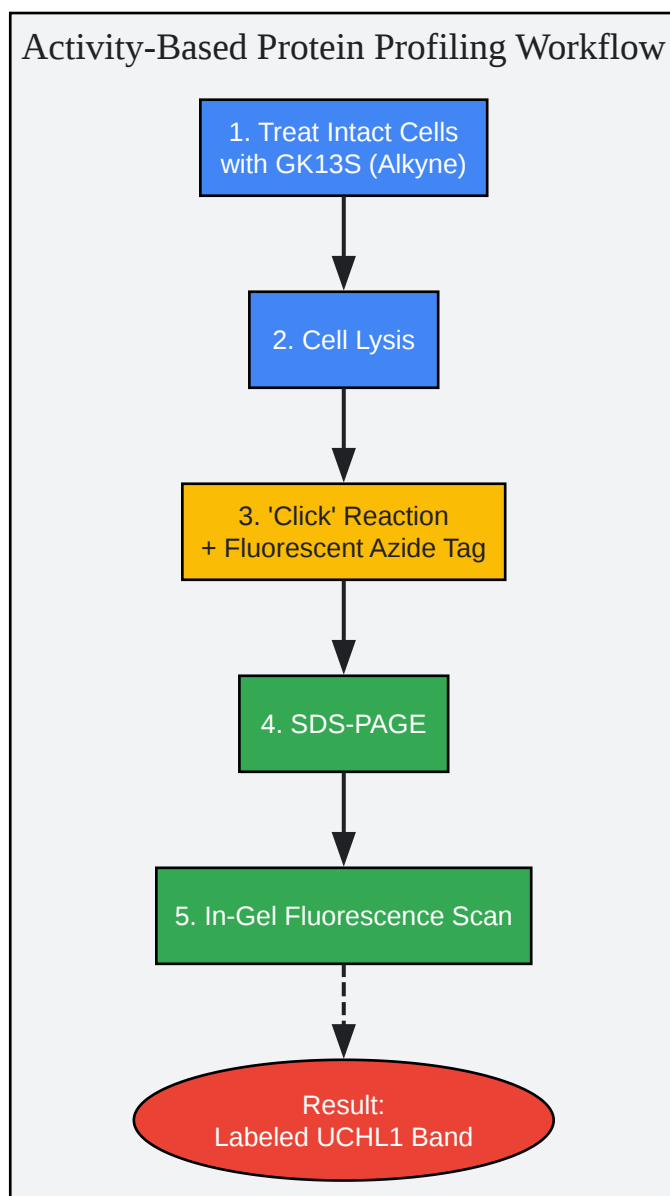 Activity-Based Protein Profiling Workflow
1. Treat Intact Cells
with GK13S (Alkyne)
2. Cell Lysis
3. 'Click' Reaction
+ Fluorescent Azide Tag
4. SDS-PAGE
5. In-Gel Fluorescence Scan
Result:
Labeled UCHL1 Band